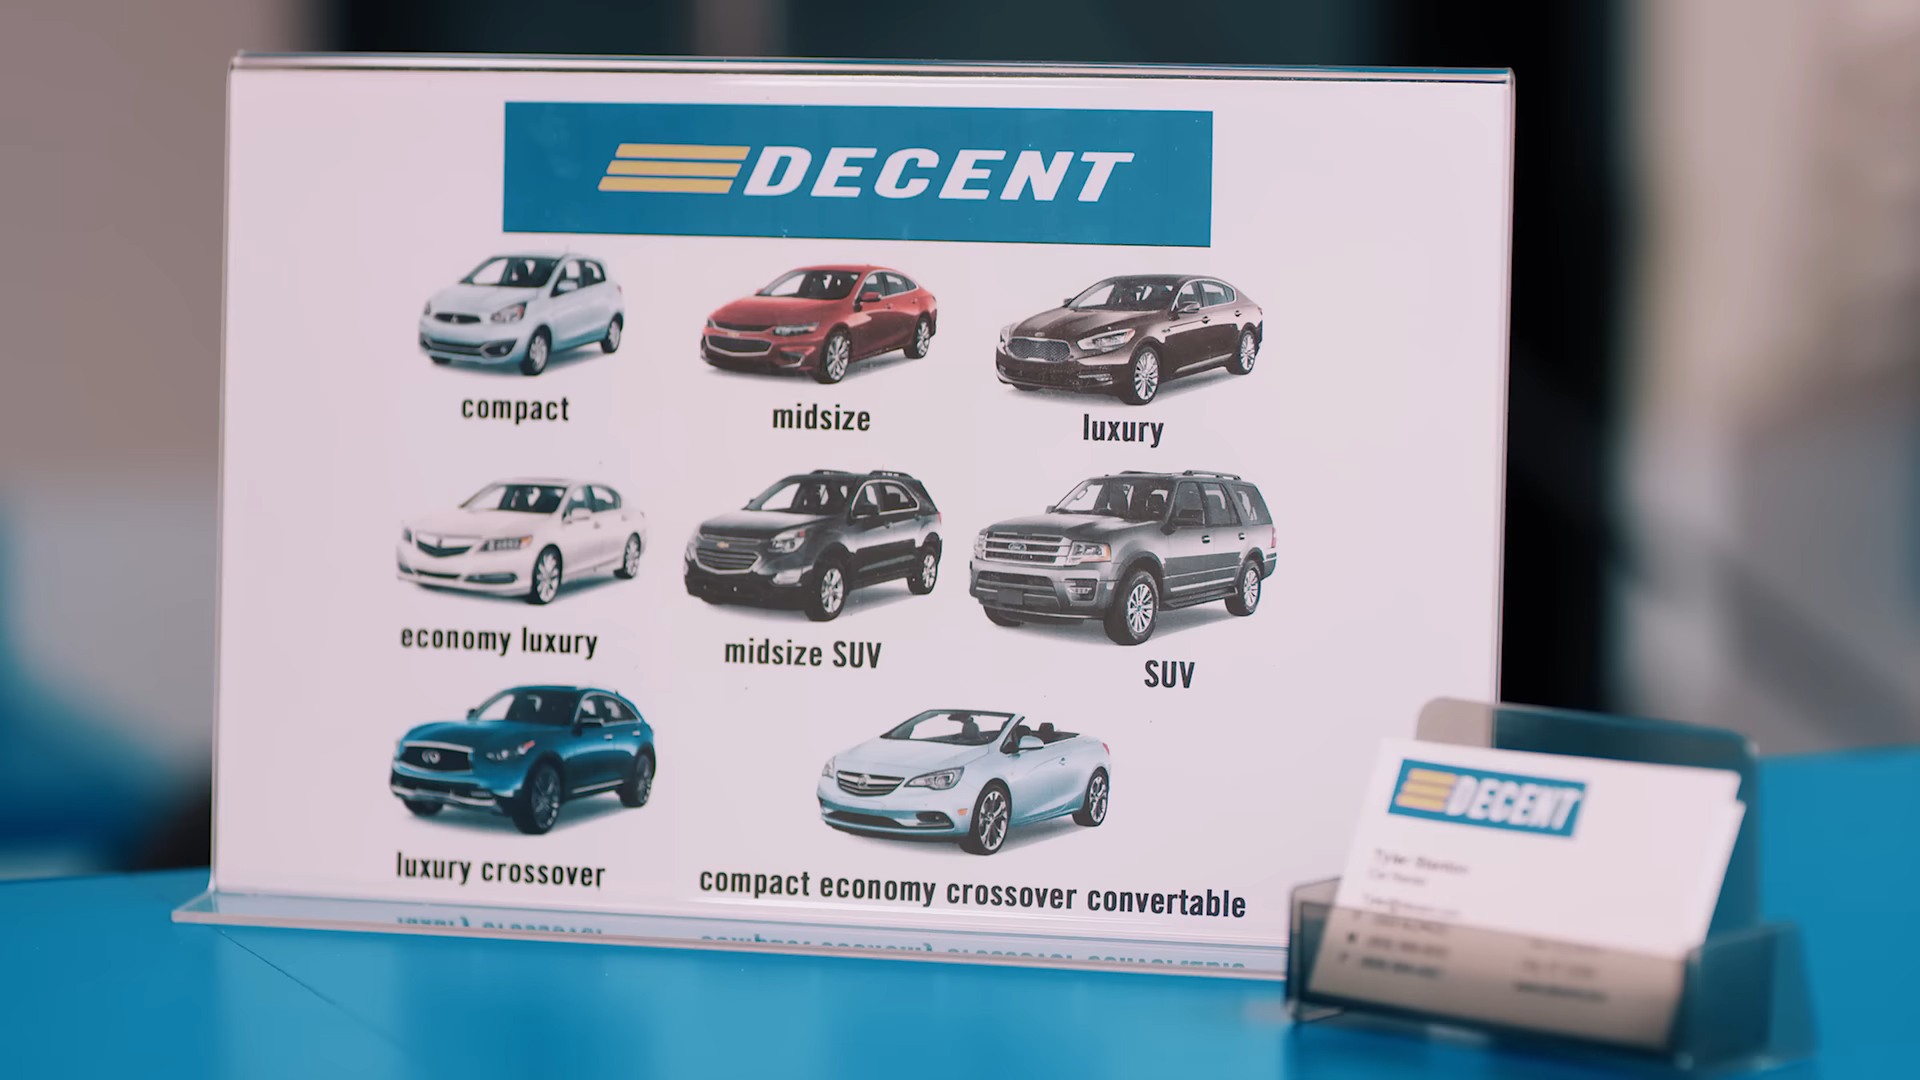 DECENT
compact
midsize
luxury
economy luxury
midsize SUV
SUV
luxury crossover
compact economy crossover convertable
DECENT